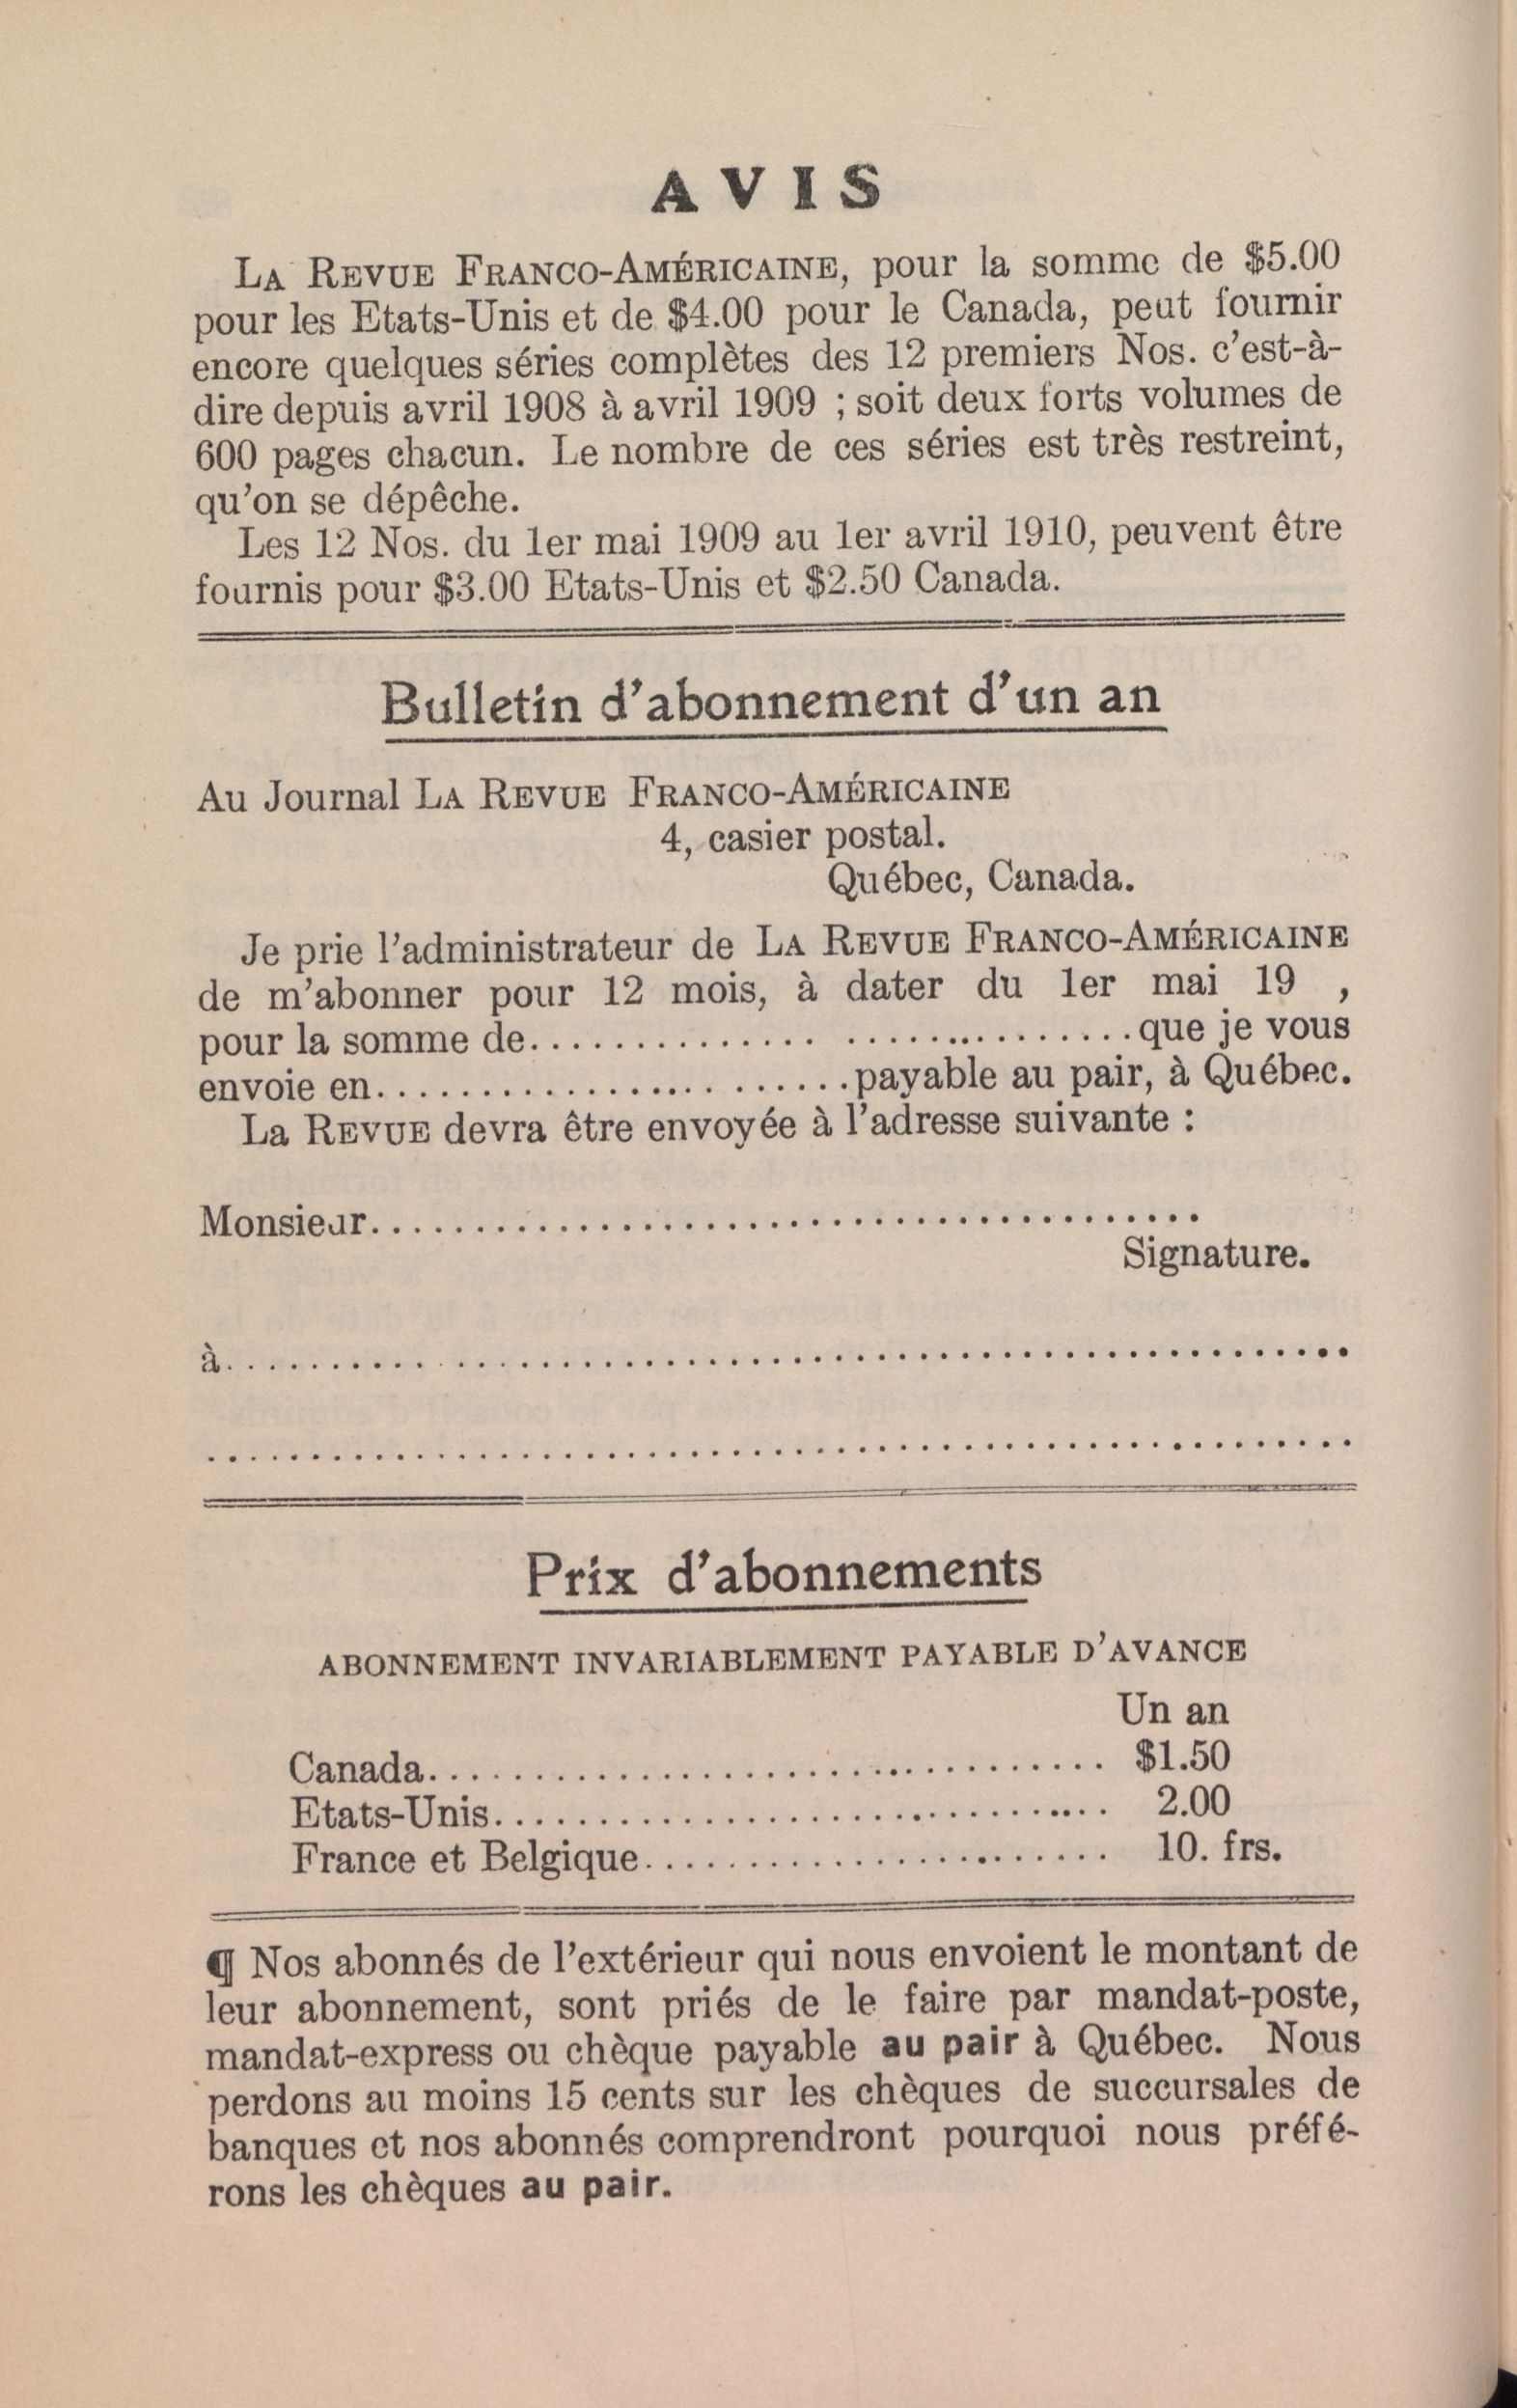 AVIS
LA REVUE FRANCO-AMÉRICAINE, pour la somme de $5.00
pour les Etats-Unis et de $4.00 pour le Canada, peut fournir
encore quelques séries complètes des 12 premiers Nos. c'est-à-
dire depuis avril 1908 à avril 1909 ; soit deux forts volumes de
600 pages chacun. Le nombre de ces séries est très restreint,
qu'on se dépêche.
Les 12 Nos. du 1er mai 1909 au 1er avril 1910, peuvent être
fournis pour $3.00 Etats-Unis et $2.50 Canada.
Bulletin d'abonnement d'un an
Au Journal LA REVUE FRANCO-AMÉRICAINE
4, casier postal.
Québec, Canada.
Je prie l'administrateur de LA REVUE FRANCO-AMÉRICAINE
de m'abonner pour 12 mois, à dater du 1er mai 19 ,
pour la somme de.............. ..............que je vous
envoie en.......................payable au pair, à Québec.
La REVUE devra être envoyée à l'adresse suivante :
Monsieur........................................
Signature.
à......................................................
.......................................................
Prix d'abonnements
ABONNEMENT INVARIABLEMENT PAYABLE D'AVANCE
Un an
Canada................................. $1.50
Etats-Unis.............................. 2.00
France et Belgique....................... 10. frs.
¶ Nos abonnés de l'extérieur qui nous envoient le montant de
leur abonnement, sont priés de le faire par mandat-poste,
mandat-express ou chèque payable au pair à Québec. Nous
perdons au moins 15 cents sur les chèques de succursales de
banques et nos abonnés comprendront pourquoi nous préfé-
rons les chèques au pair.